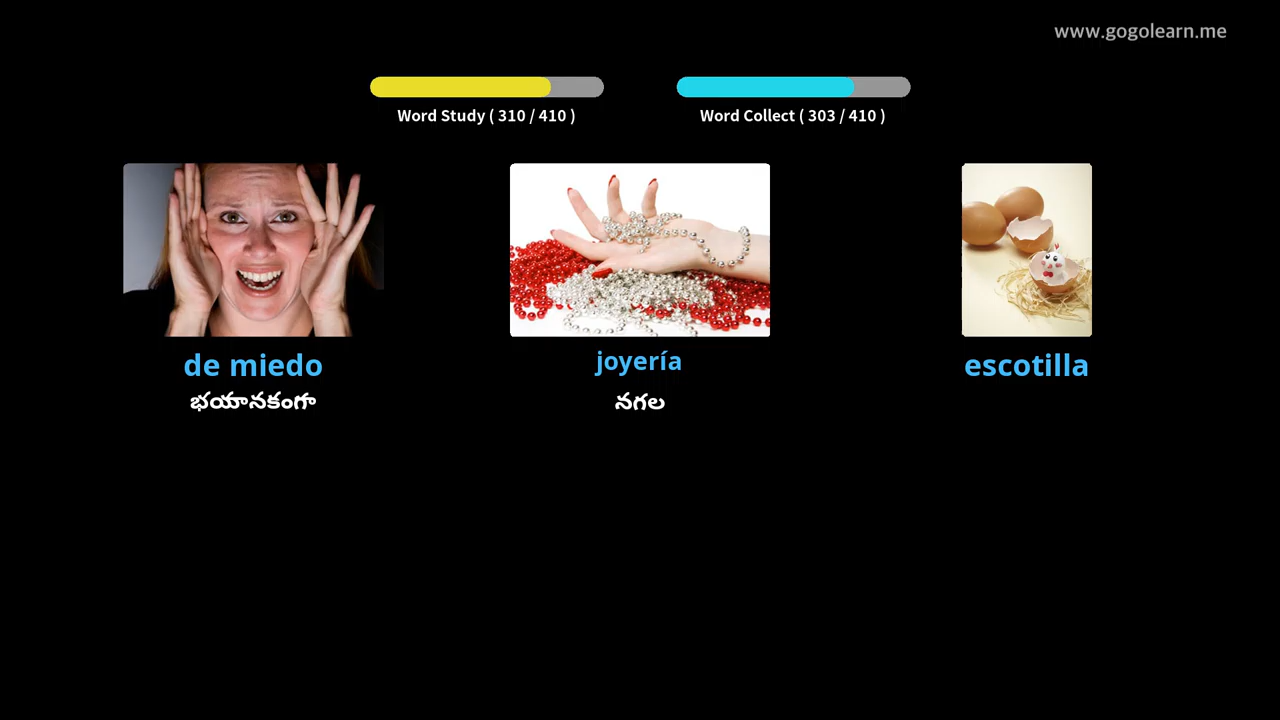 www.gogolearn.me
Word Study ( 310 / 410 )
Word Collect ( 303 / 410 )
de miedo
joyería
escotilla
భయానకంగా
నగల